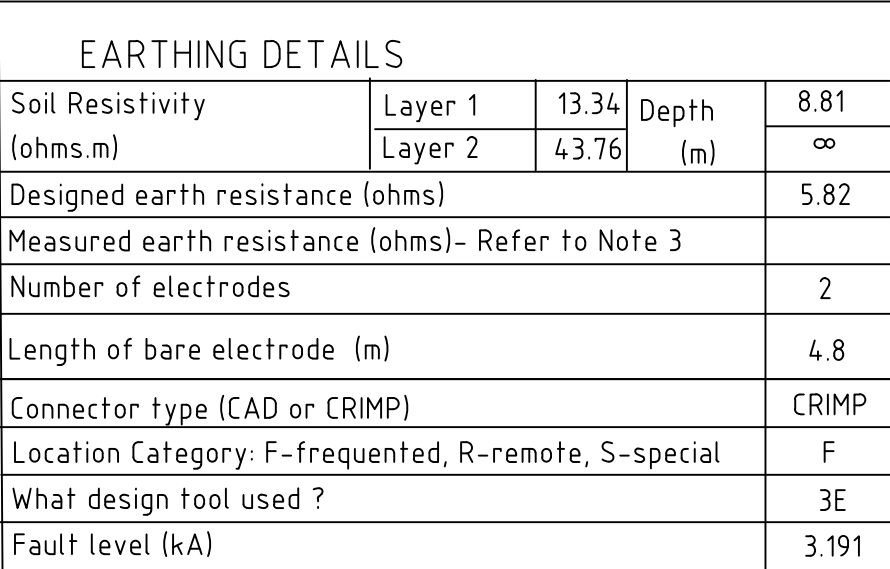 EARTHING DETAILS
Soil Resistivity (ohms.m) Layer 1 13.34 Depth (m) 8.81
Layer 2 43.76 ∞
Designed earth resistance (ohms) 5.82
Measured earth resistance (ohms)- Refer to Note 3
Number of electrodes 2
Length of bare electrode (m) 4.8
Connector type (CAD or CRIMP) CRIMP
Location Category: F-frequented, R-remote, S-special F
What design tool used ? 3E
Fault level (kA) 3.191